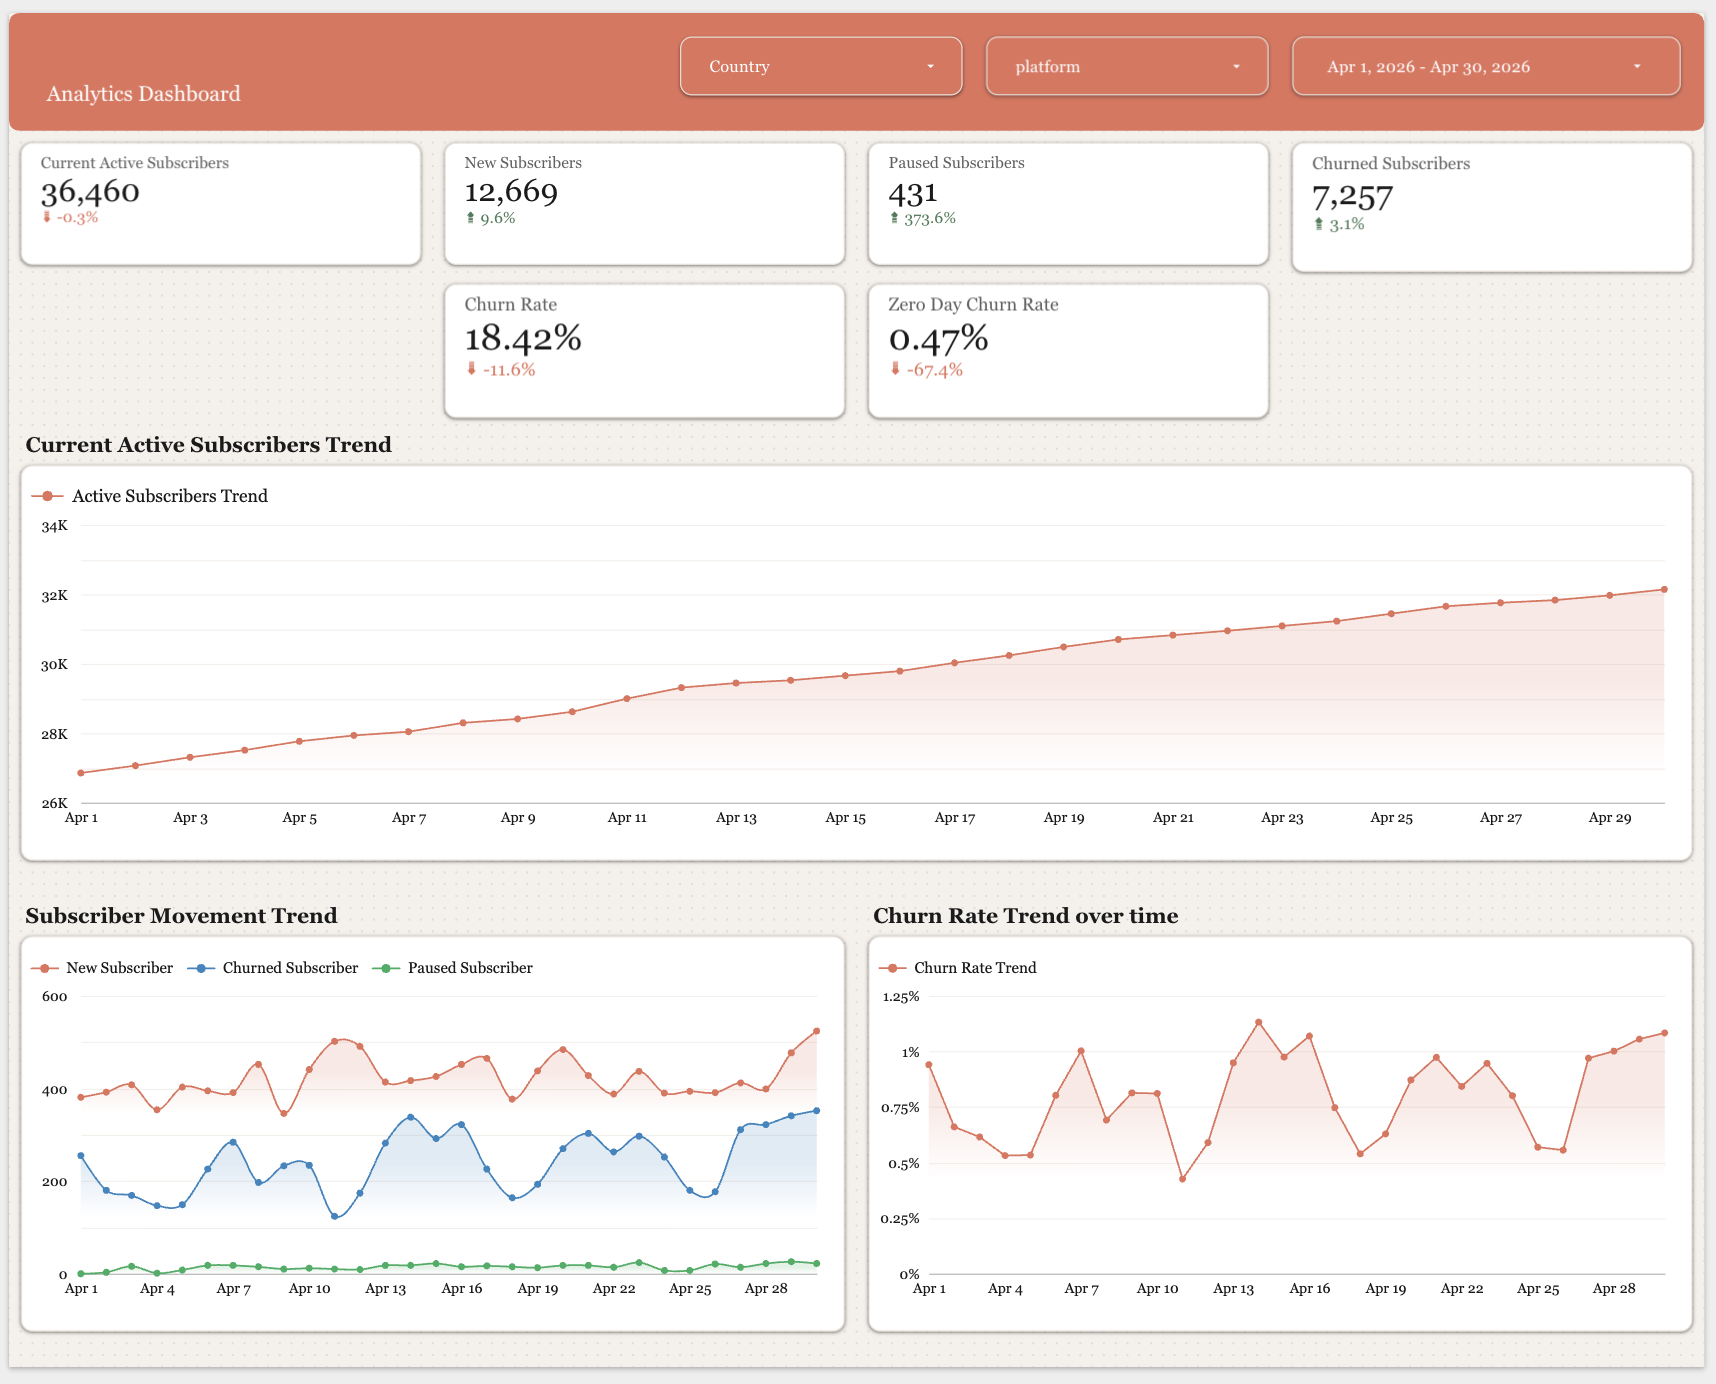 Analytics Dashboard
Country
platform
Apr 1, 2026 - Apr 30, 2026
Current Active Subscribers
36,460
-0.3%
New Subscribers
12,669
9.6%
Paused Subscribers
431
373.6%
Churned Subscribers
7,257
3.1%
Churn Rate
18.42%
-11.6%
Zero Day Churn Rate
0.47%
-67.4%
Current Active Subscribers Trend
Active Subscribers Trend
34K
32K
30K
28K
26K
Apr 1 Apr 3 Apr 5 Apr 7 Apr 9 Apr 11 Apr 13 Apr 15 Apr 17 Apr 19 Apr 21 Apr 23 Apr 25 Apr 27 Apr 29
Subscriber Movement Trend
New Subscriber Churned Subscriber Paused Subscriber
600
400
200
0
Apr 1 Apr 4 Apr 7 Apr 10 Apr 13 Apr 16 Apr 19 Apr 22 Apr 25 Apr 28
Churn Rate Trend over time
Churn Rate Trend
1.25%
1%
0.75%
0.5%
0.25%
0%
Apr 1 Apr 4 Apr 7 Apr 10 Apr 13 Apr 16 Apr 19 Apr 22 Apr 25 Apr 28